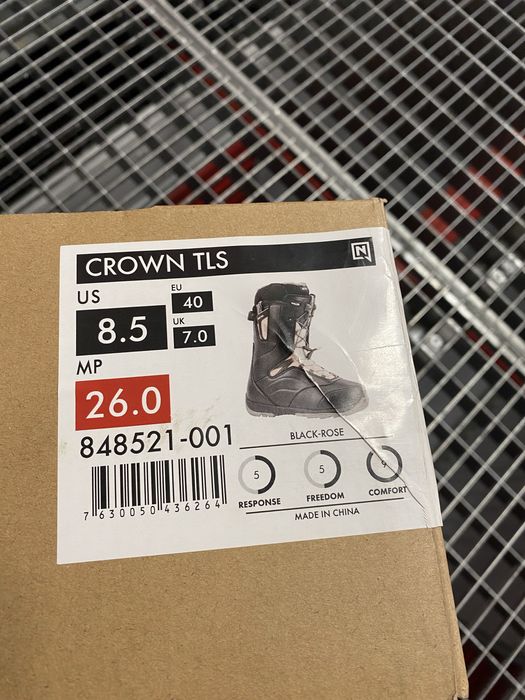 CROWN TLS
N
US
8.5
EU
40
UK
7.0
MP
26.0
848521-001
7 630050 436264
BLACK-ROSE
5
RESPONSE
5
FREEDOM
9
COMFORT
MADE IN CHINA